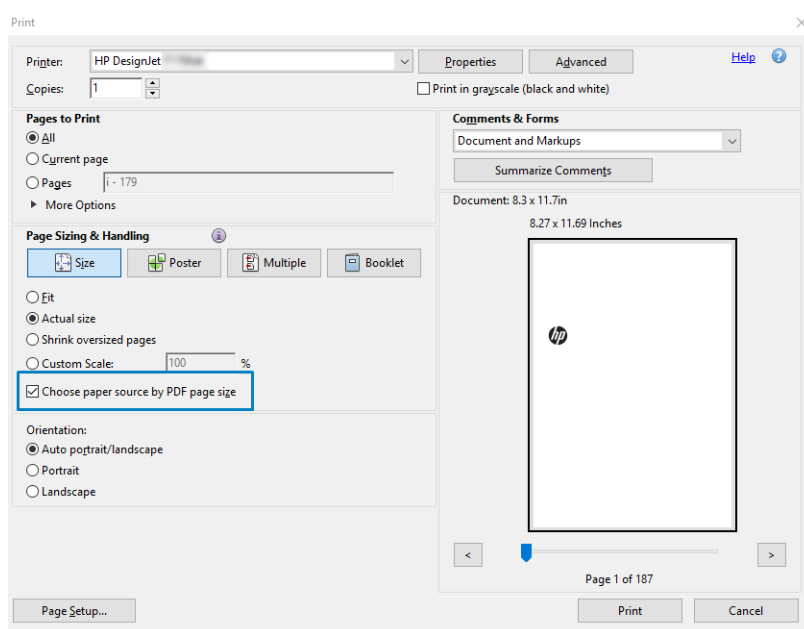 Print
Printer: HP DesignJet
Properties
Advanced
Help
Copies: 1
Print in grayscale (black and white)
Pages to Print
All
Current page
Pages i - 179
More Options
Page Sizing & Handling
Size
Poster
Multiple
Booklet
Fit
Actual size
Shrink oversized pages
Custom Scale: 100 %
Choose paper source by PDF page size
Orientation:
Auto portrait/landscape
Portrait
Landscape
Comments & Forms
Document and Markups
Summarize Comments
Document: 8.3 x 11.7in
8.27 x 11.69 Inches
hp
< >
Page 1 of 187
Page Setup...
Print
Cancel